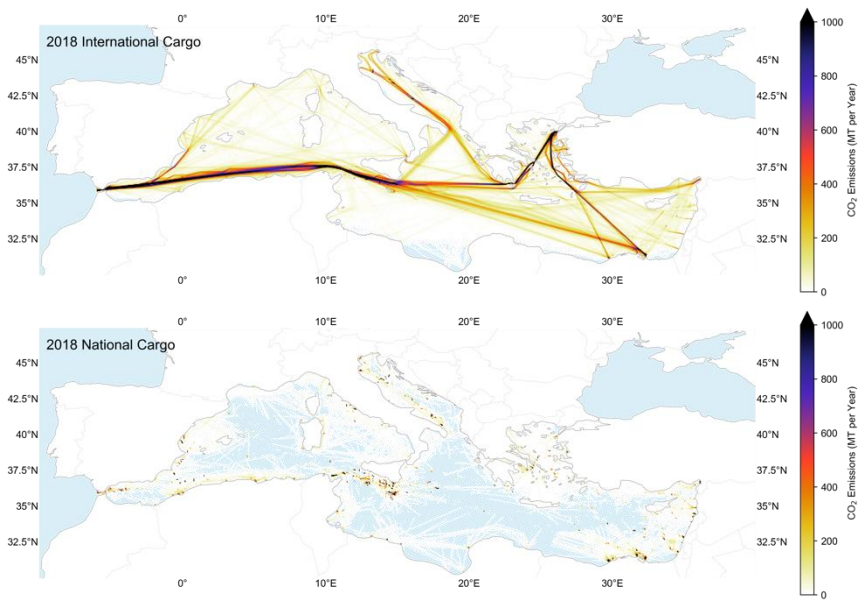 0° 10°E 20°E 30°E
2018 International Cargo
45°N 45°N
42.5°N 42.5°N
40°N 40°N
37.5°N 37.5°N
35°N 35°N
32.5°N 32.5°N
0° 10°E 20°E 30°E
1000
800
600
400
200
0
CO₂ Emissions (MT per Year)
0° 10°E 20°E 30°E
2018 National Cargo
45°N 45°N
42.5°N 42.5°N
40°N 40°N
37.5°N 37.5°N
35°N 35°N
32.5°N 32.5°N
0° 10°E 20°E 30°E
1000
800
600
400
200
0
CO₂ Emissions (MT per Year)